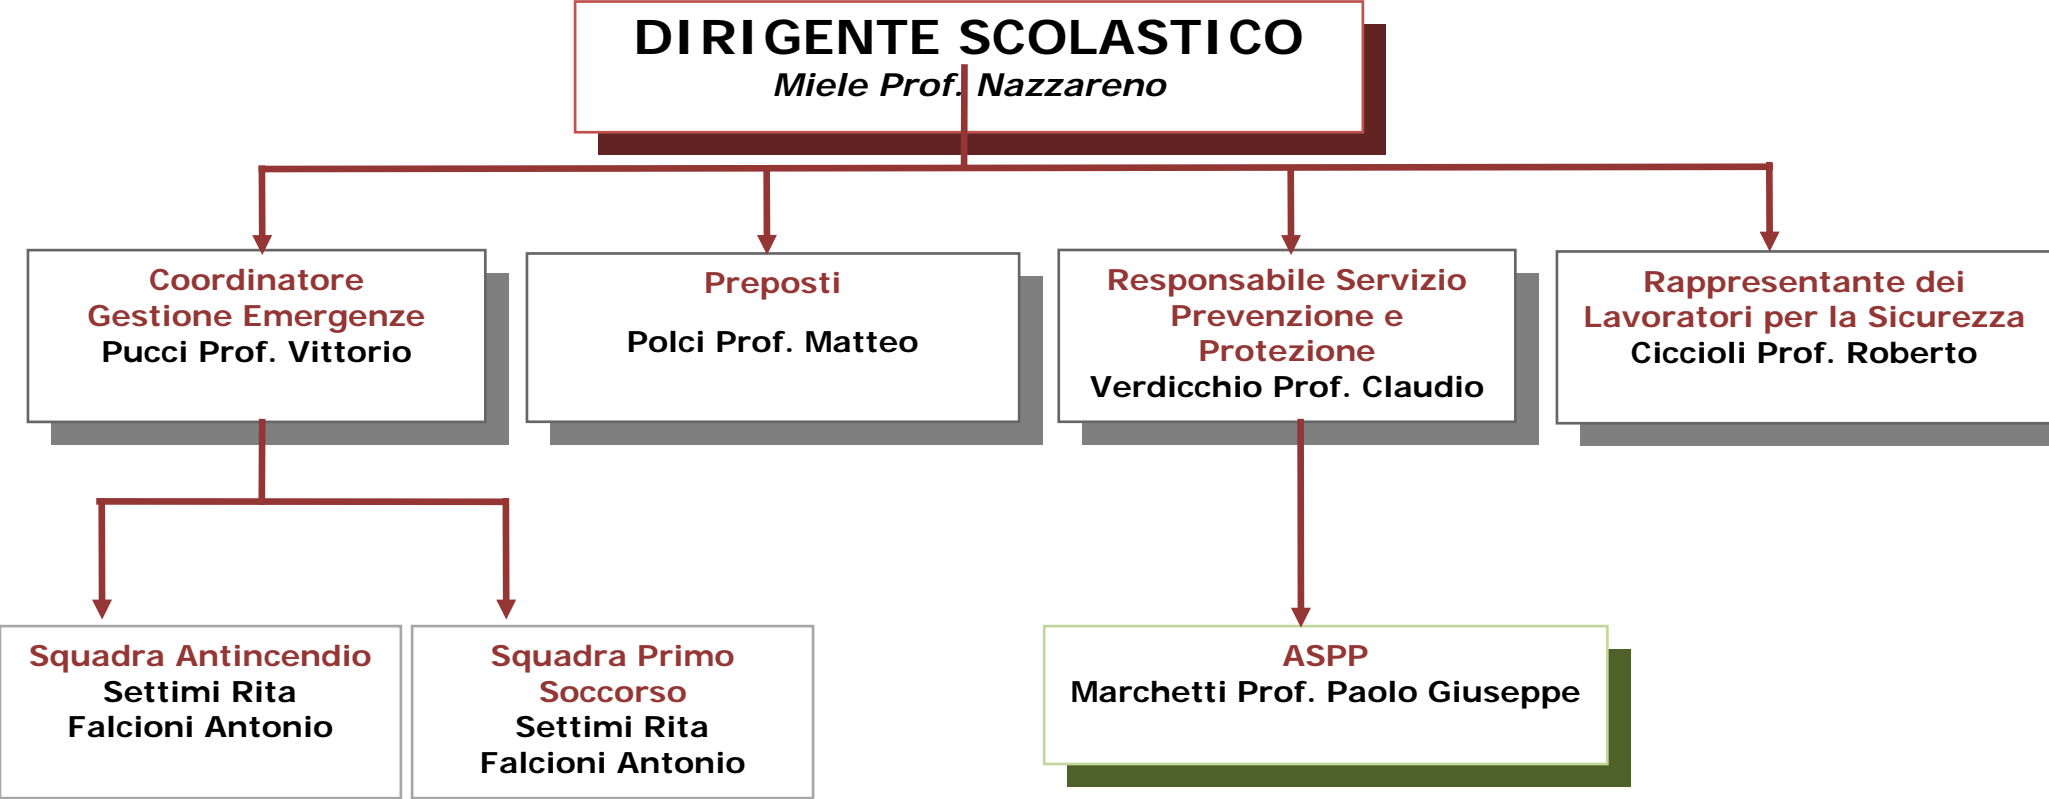 DIRIGENTE SCOLASTICO
Miele Prof. Nazzareno
Coordinatore
Gestione Emergenze
Pucci Prof. Vittorio
Preposti
Polci Prof. Matteo
Responsabile Servizio
Prevenzione e
Protezione
Verdicchio Prof. Claudio
Rappresentante dei
Lavoratori per la Sicurezza
Ciccioli Prof. Roberto
Squadra Antincendio
Settimi Rita
Falcioni Antonio
Squadra Primo
Soccorso
Settimi Rita
Falcioni Antonio
ASPP
Marchetti Prof. Paolo Giuseppe